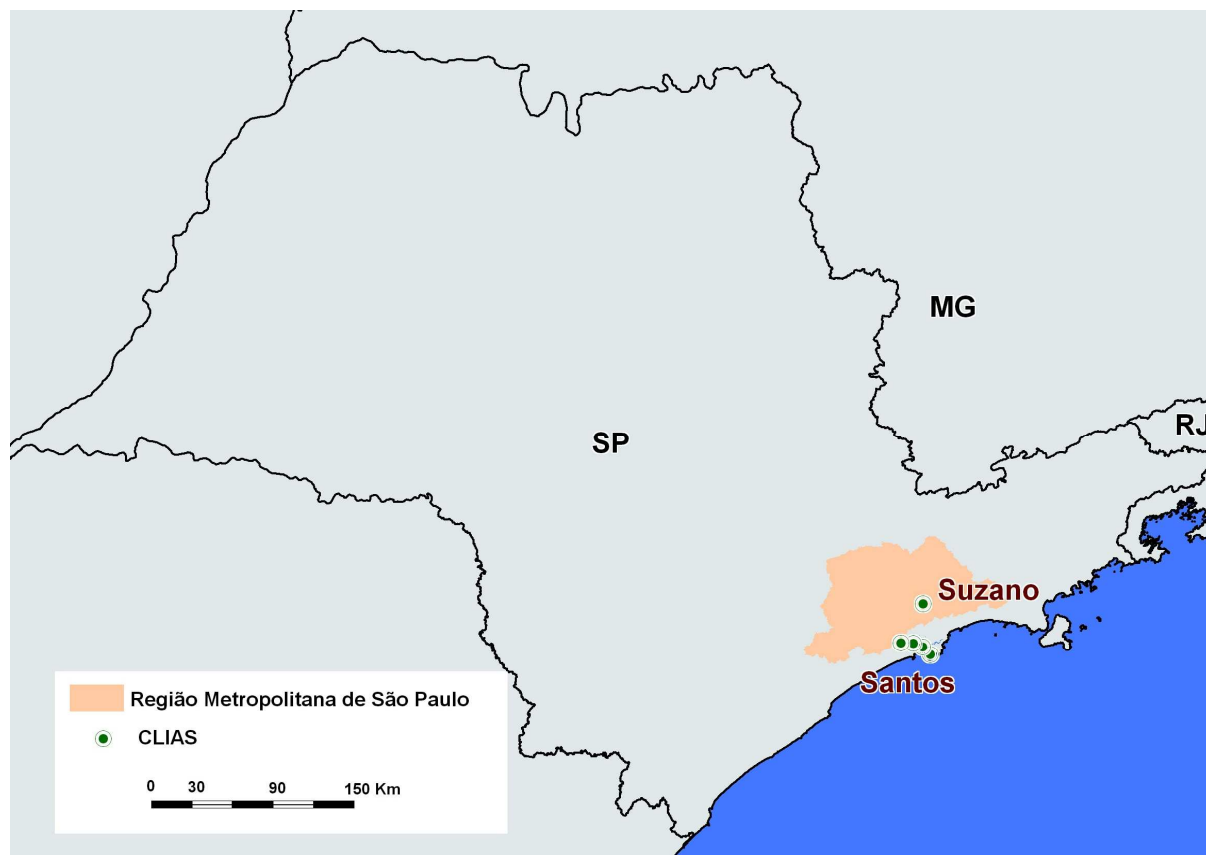 MG
RJ
SP
Suzano
Santos
Região Metropolitana de São Paulo
CLIAS
0 30 90 150 Km